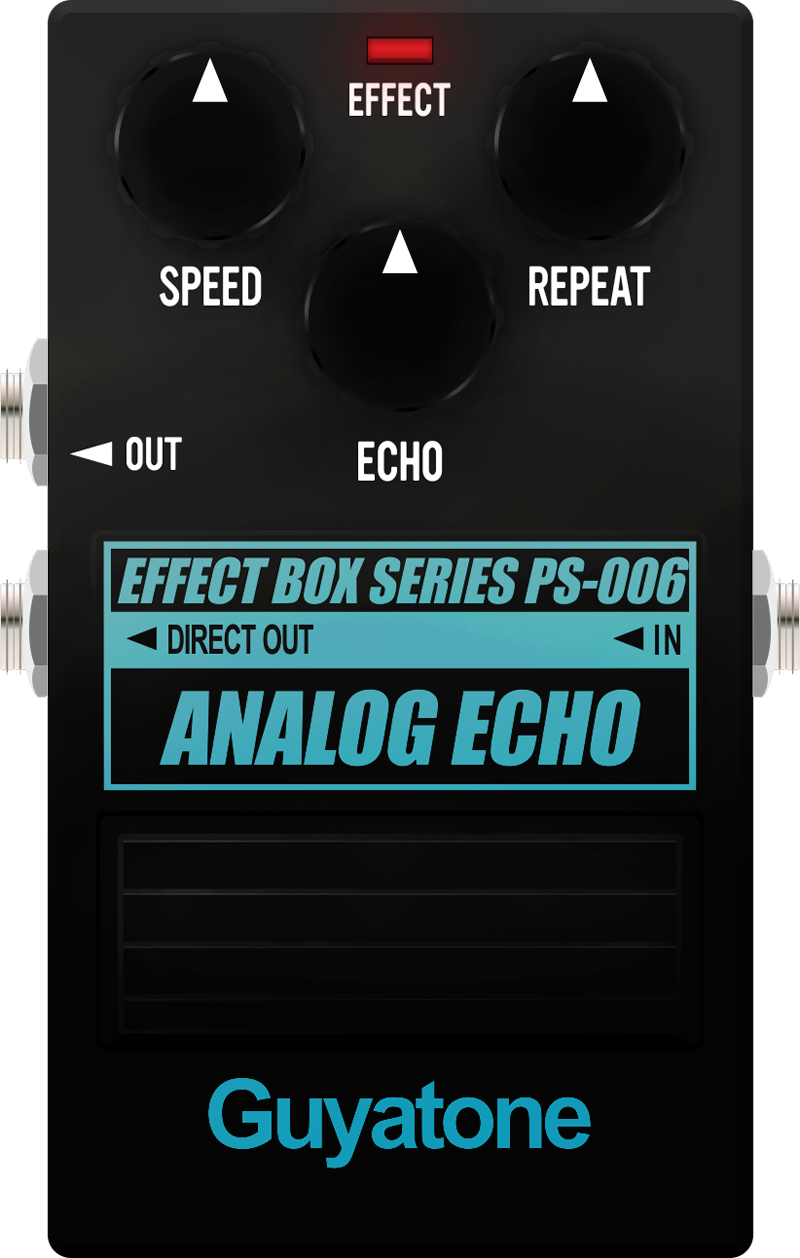 EFFECT
SPEED
REPEAT
OUT
ECHO
EFFECT BOX SERIES PS-006
DIRECT OUT
IN
ANALOG ECHO
Guyatone